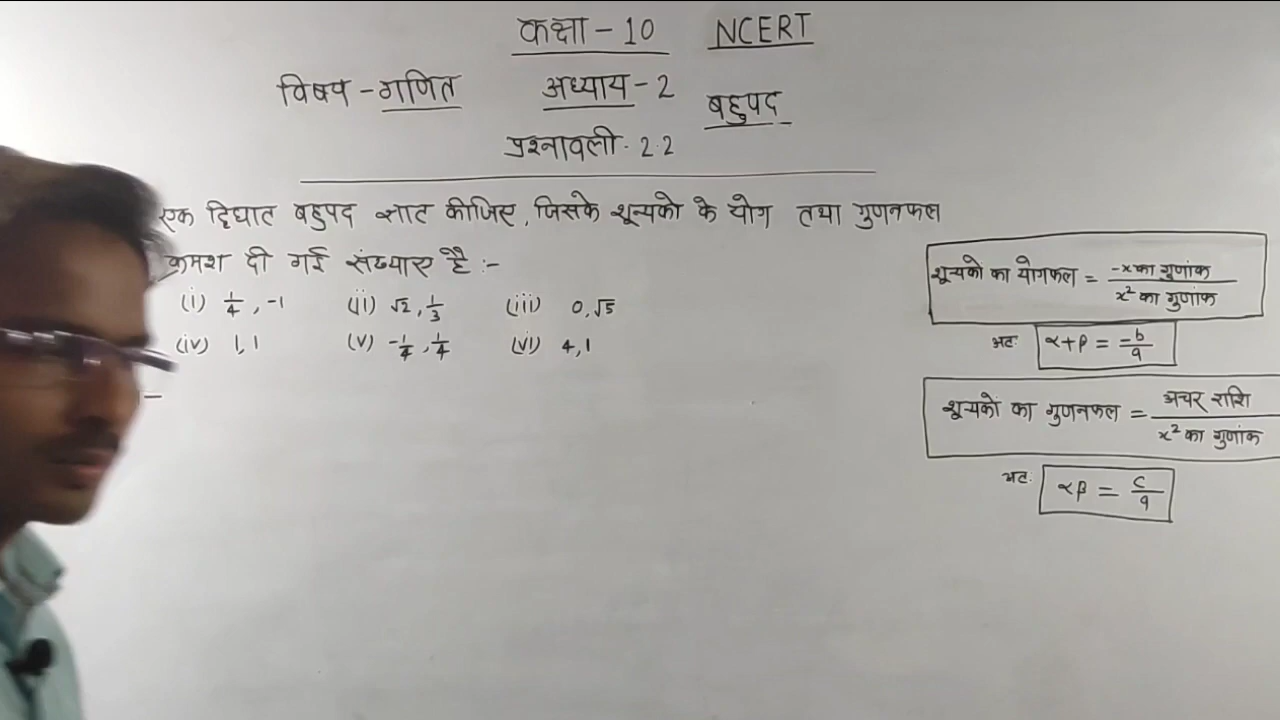 कक्षा - 10 NCERT
विषय - गणित अध्याय - 2 बहुपद
प्रश्नावली. 2.2
एक द्विघात बहुपद ज्ञात कीजिए, जिसके शून्यको के योग तथा गुणनफल
क्रमश दी गई संख्याए है :-
(i) 1/4, -1 (ii) √2, 1/3 (iii) 0, √5
(iv) 1, 1 (v) -1/4, 1/4 (vi) 4, 1
शून्यको का योगफल = -x का गुणांक / x² का गुणांक
अतः α+β = -b/a
शून्यको का गुणनफल = अचर राशि / x² का गुणांक
अतः αβ = c/a